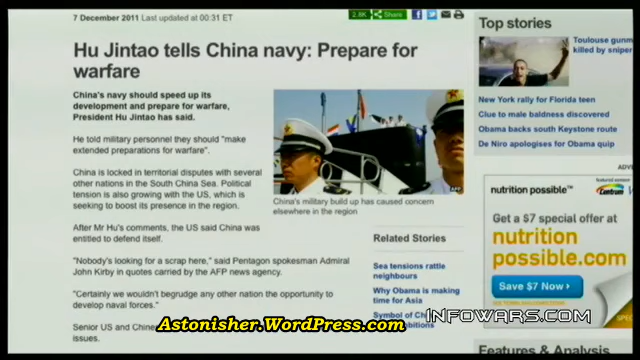 7 December 2011 Last updated at 00:31 ET
2.8K Share
Hu Jintao tells China navy: Prepare for
warfare
China's navy should speed up its
development and prepare for warfare,
President Hu Jintao has said.
He told military personnel they should "make
extended preparations for warfare".
China is locked in territorial disputes with several
other nations in the South China Sea. Political
tension is also growing with the US, which is
seeking to boost its presence in the region.
After Mr Hu's comments, the US said China was
entitled to defend itself.
"Nobody's looking for a scrap here," said Pentagon spokesman Admiral
John Kirby in quotes carried by the AFP news agency.
"Certainly we wouldn't begrudge any other nation the opportunity to
develop naval forces."
Senior US and Chine
issues.
AFP
China's military build up has caused concern
elsewhere in the region
Related Stories
Sea tensions rattle
neighbours
Why Obama is making
time for Asia
Symbol of Ch
bitions
Top stories
Toulouse gunm
killed by sniper
New York rally for Florida teen
Clue to male baldness discovered
Obama backs south Keystone route
De Niro apologises for Obama quip
ADVE
nutrition possible
Centrum
Get a $7 special offer at
nutrition
possible.com
Save $7 Now
Features & Analysis
INFOWARS.COM
Astonisher.WordPress.com